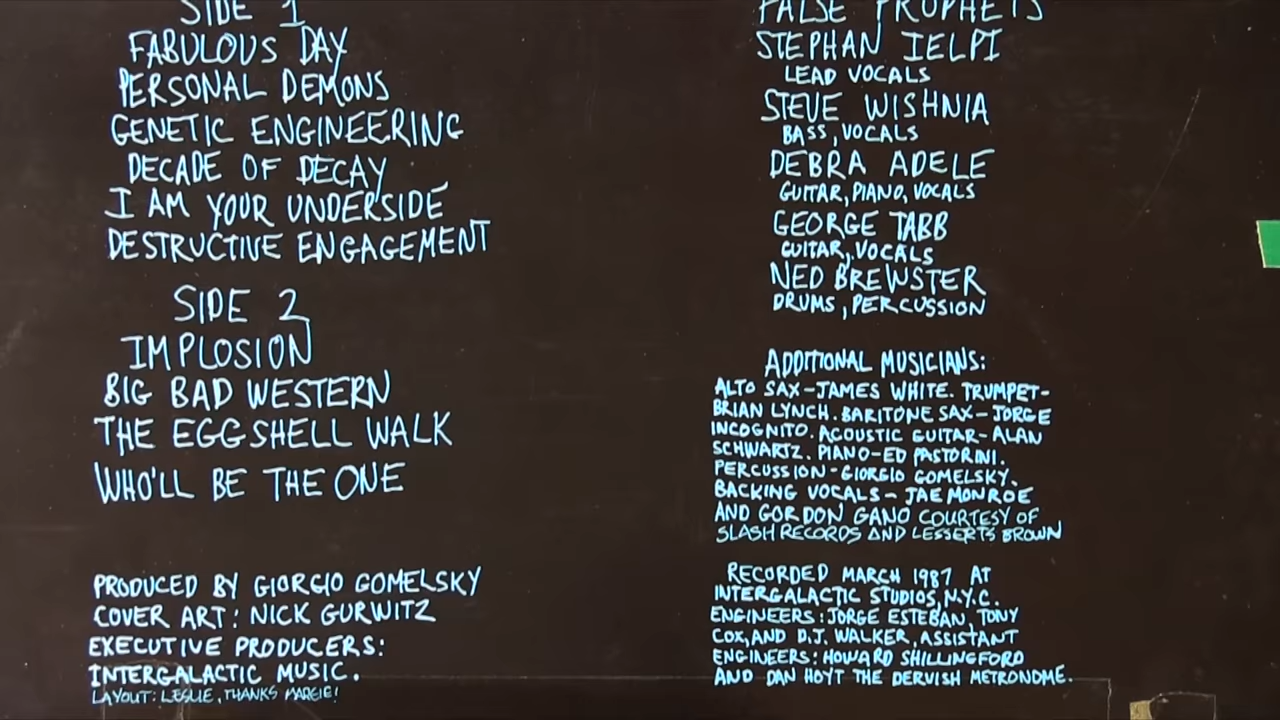 SIDE 1
FABULOUS DAY
PERSONAL DEMONS
GENETIC ENGINEERING
DECADE OF DECAY
I AM YOUR UNDERSIDE
DESTRUCTIVE ENGAGEMENT
SIDE 2
IMPLOSION
BIG BAD WESTERN
THE EGGSHELL WALK
WHO'LL BE THE ONE
PRODUCED BY GIORGIO GOMELSKY
COVER ART: NICK GURWITZ
EXECUTIVE PRODUCERS:
INTERGALACTIC MUSIC.
LAYOUT: LESLIE, THANKS MARGIE!
FALSE PROPHETS
STEPHAN IELPI
LEAD VOCALS
STEVE WISHNIA
BASS, VOCALS
DEBRA ADELE
GUITAR, PIANO, VOCALS
GEORGE TABB
GUITAR, VOCALS
NED BREWSTER
DRUMS, PERCUSSION
ADDITIONAL MUSICIANS:
ALTO SAX-JAMES WHITE. TRUMPET-
BRIAN LYNCH. BARITONE SAX-JORGE
INCOGNITO. ACOUSTIC GUITAR-ALAN
SCHWARTZ. PIANO-ED PASTORINI.
PERCUSSION-GIORGIO GOMELSKY.
BACKING VOCALS-JAE MONROE
AND GORDON GANO COURTESY OF
SLASH RECORDS AND LESSERTS BROWN
RECORDED MARCH 1987 AT
INTERGALACTIC STUDIOS, N.Y.C.
ENGINEERS: JORGE ESTEBAN, TONY
COX, AND D.J. WALKER, ASSISTANT
ENGINEERS: HOWARD SHILLINGFORD
AND DAN HOYT THE DERVISH METRONOME.